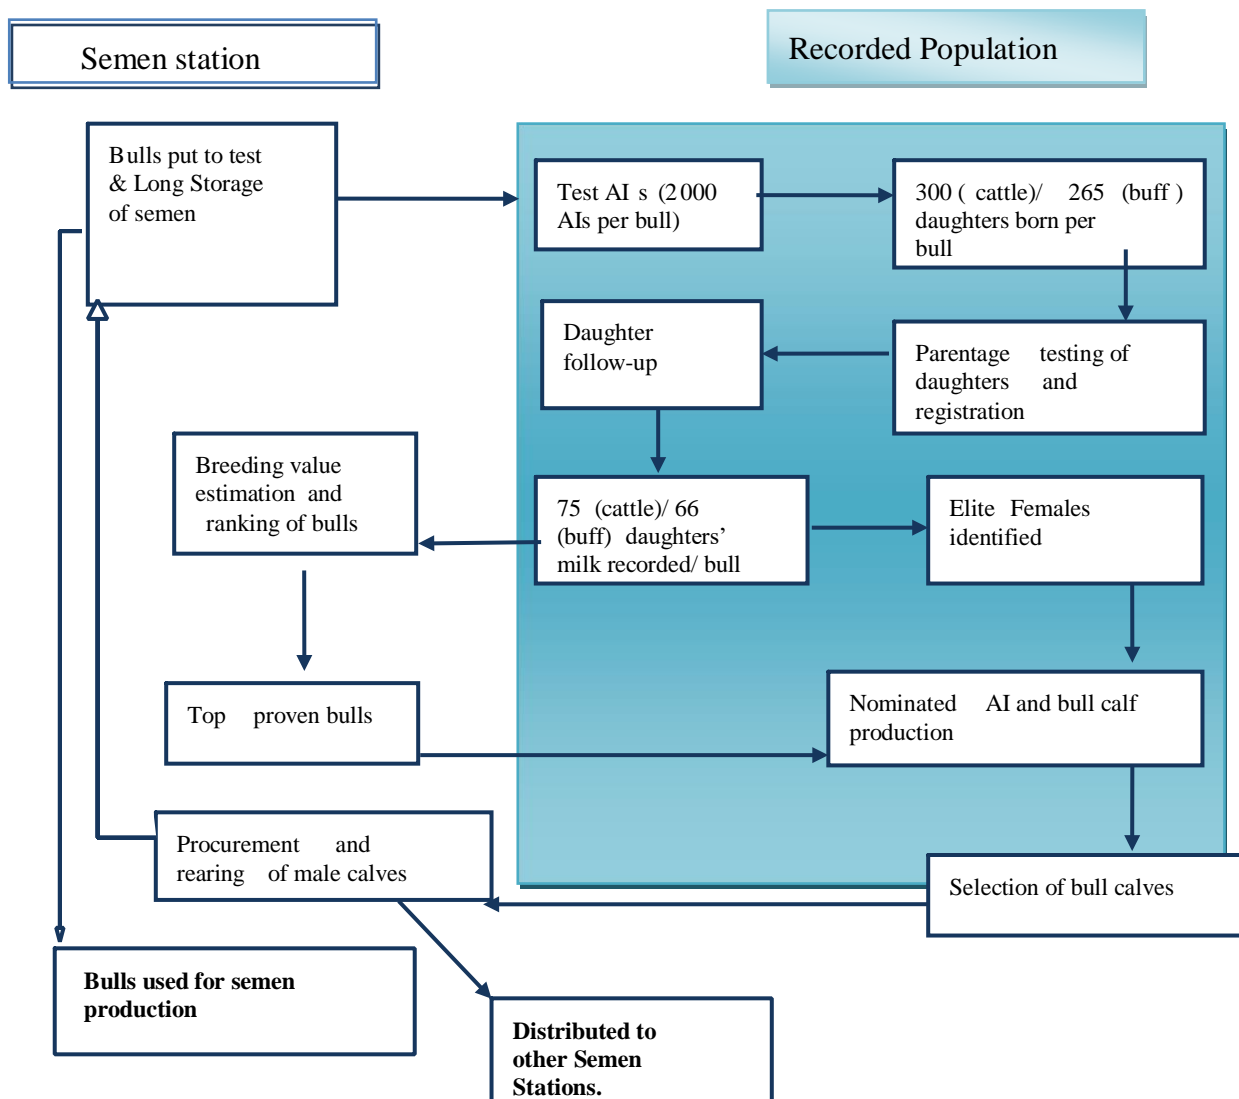 Semen station
Recorded Population
Bulls put to test
& Long Storage
of semen
Test AI s (2000
AIs per bull)
300 ( cattle)/ 265 (buff )
daughters born per
bull
Daughter
follow-up
Parentage testing of
daughters and
registration
Breeding value
estimation and
ranking of bulls
75 (cattle)/ 66
(buff) daughters’
milk recorded/ bull
Elite Females
identified
Top proven bulls
Nominated AI and bull calf
production
Procurement and
rearing of male calves
Selection of bull calves
Bulls used for semen
production
Distributed to
other Semen
Stations.